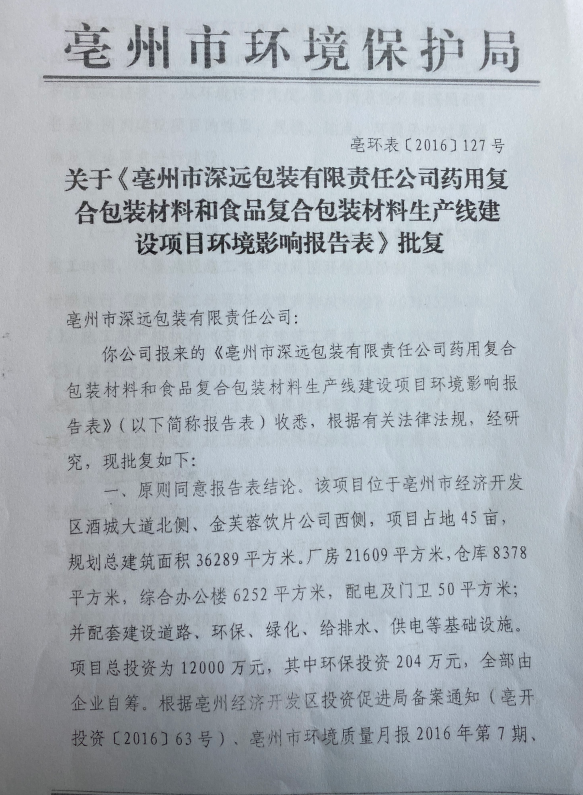 亳州市环境保护局
亳环表〔2016〕127号
关于《亳州市深远包装有限责任公司药用复
合包装材料和食品复合包装材料生产线建
设项目环境影响报告表》批复
亳州市深远包装有限责任公司：
你公司报来的《亳州市深远包装有限责任公司药用复合
包装材料和食品复合包装材料生产线建设项目环境影响报
告表》（以下简称报告表）收悉，根据有关法律法规，经研
究，现批复如下：
一、原则同意报告表结论。该项目位于亳州市经济开发
区酒城大道北侧、金芙蓉饮片公司西侧，项目占地45亩，
规划总建筑面积36289平方米。厂房21609平方米，仓库8378
平方米，综合办公楼6252平方米，配电及门卫50平方米；
并配套建设道路、环保、绿化、给排水、供电等基础设施。
项目总投资为12000万元，其中环保投资204万元，全部由
企业自筹。根据亳州经济开发区投资促进局备案通知（亳开
投资〔2016〕63号）、亳州市环境质量月报2016年第7期、